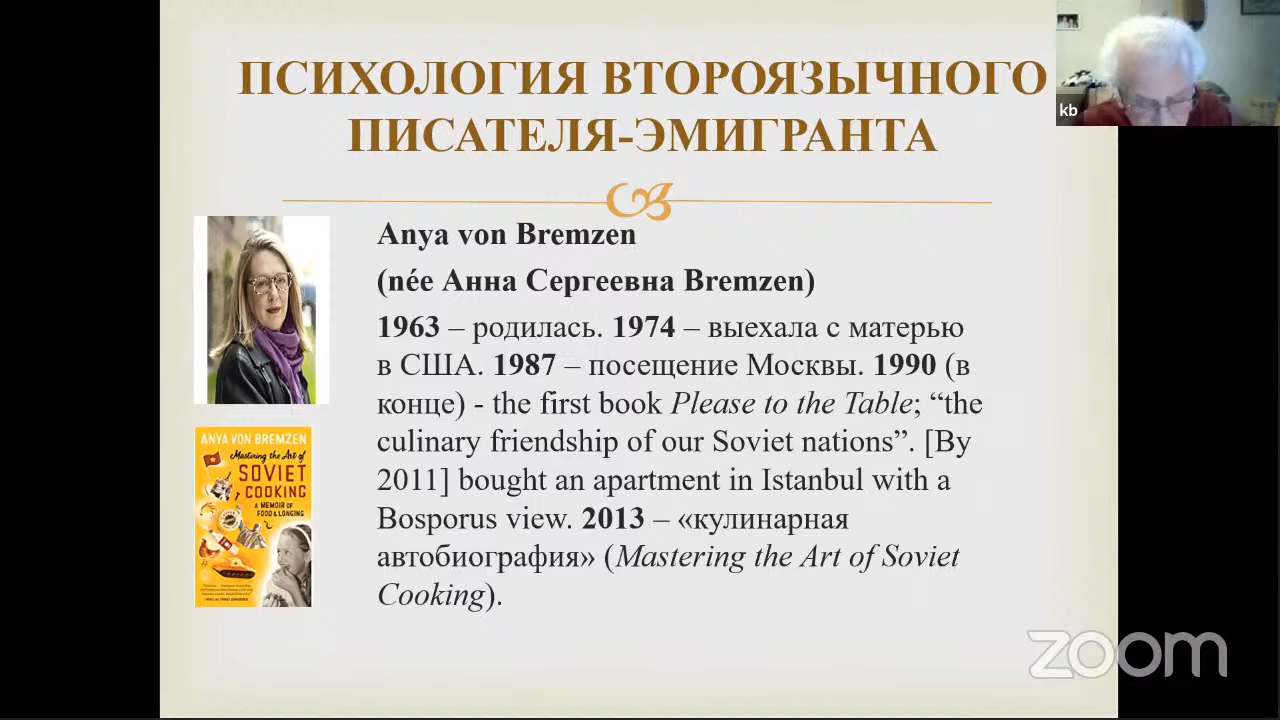 ПСИХОЛОГИЯ ВТОРОЯЗЫЧНОГО
ПИСАТЕЛЯ-ЭМИГРАНТА
kb
Anya von Bremzen
(née Анна Сергеевна Bremzen)
1963 – родилась. 1974 – выехала с матерью
в США. 1987 – посещение Москвы. 1990 (в
конце) - the first book Please to the Table; “the
culinary friendship of our Soviet nations”. [By
2011] bought an apartment in Istanbul with a
Bosporus view. 2013 – «кулинарная
автобиография» (Mastering the Art of Soviet
Cooking).
ANYA VON BREMZEN
Mastering the Art of
SOVIET
COOKING
A MEMOIR OF
FOOD & LONGING
zoom